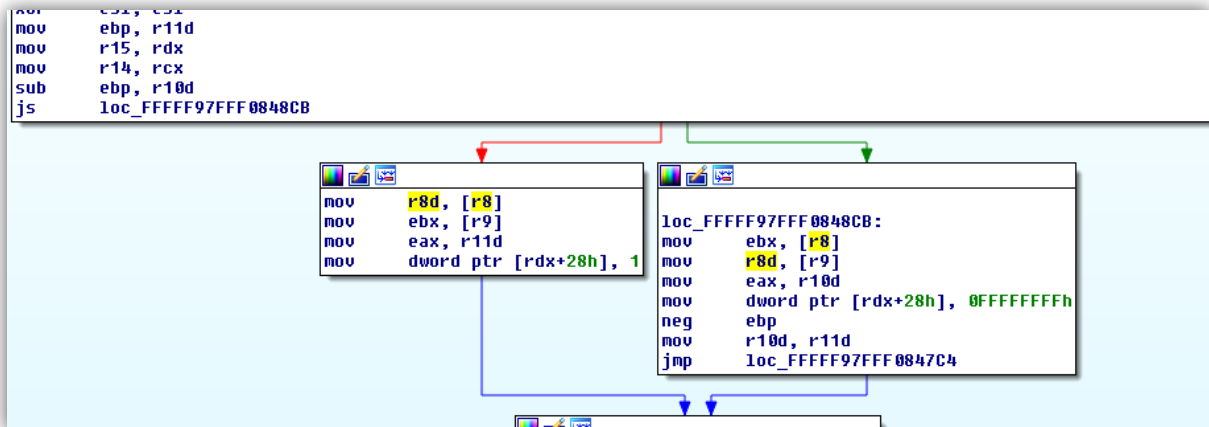 mov ebp, r11d
mov r15, rdx
mov r14, rcx
sub ebp, r10d
js loc_FFFFF97FFF0848CB
mov r8d, [r8]
mov ebx, [r9]
mov eax, r11d
mov dword ptr [rdx+28h], 1
loc_FFFFF97FFF0848CB:
mov ebx, [r8]
mov r8d, [r9]
mov eax, r10d
mov dword ptr [rdx+28h], 0FFFFFFFFh
neg ebp
mov r10d, r11d
jmp loc_FFFFF97FFF0847C4